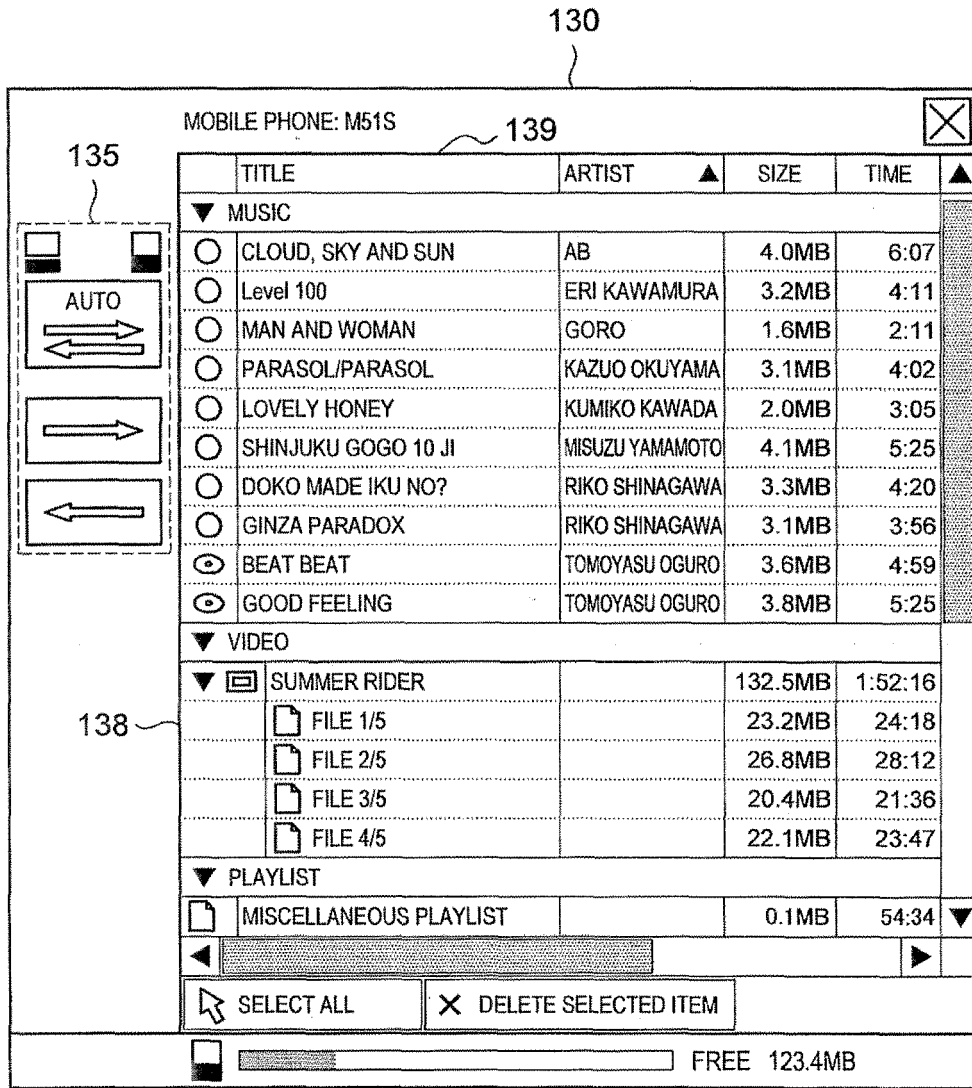 130
MOBILE PHONE: M51S
139
135
TITLE ARTIST SIZE TIME
MUSIC
CLOUD, SKY AND SUN AB 4.0MB 6:07
AUTO
Level 100 ERI KAWAMURA 3.2MB 4:11
MAN AND WOMAN GORO 1.6MB 2:11
PARASOL/PARASOL KAZUO OKUYAMA 3.1MB 4:02
LOVELY HONEY KUMIKO KAWADA 2.0MB 3:05
SHINJUKU GOGO 10 JI MISUZU YAMAMOTO 4.1MB 5:25
DOKO MADE IKU NO? RIKO SHINAGAWA 3.3MB 4:20
GINZA PARADOX RIKO SHINAGAWA 3.1MB 3:56
BEAT BEAT TOMOYASU OGURO 3.6MB 4:59
GOOD FEELING TOMOYASU OGURO 3.8MB 5:25
VIDEO
SUMMER RIDER 132.5MB 1:52:16
138
FILE 1/5 23.2MB 24:18
FILE 2/5 26.8MB 28:12
FILE 3/5 20.4MB 21:36
FILE 4/5 22.1MB 23:47
PLAYLIST
MISCELLANEOUS PLAYLIST 0.1MB 54:34
SELECT ALL X DELETE SELECTED ITEM
FREE 123.4MB